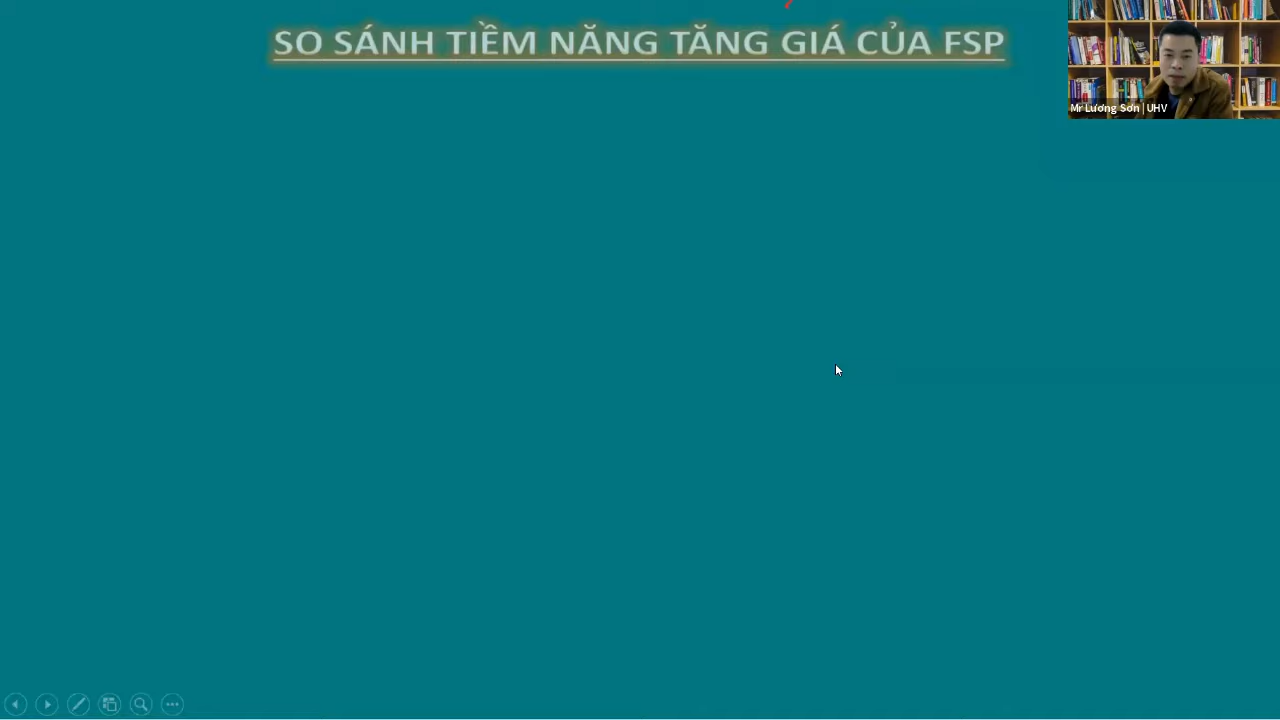 SO SÁNH TIỀM NĂNG TĂNG GIÁ CỦA FSP
Mr Lương Sơn | UHV